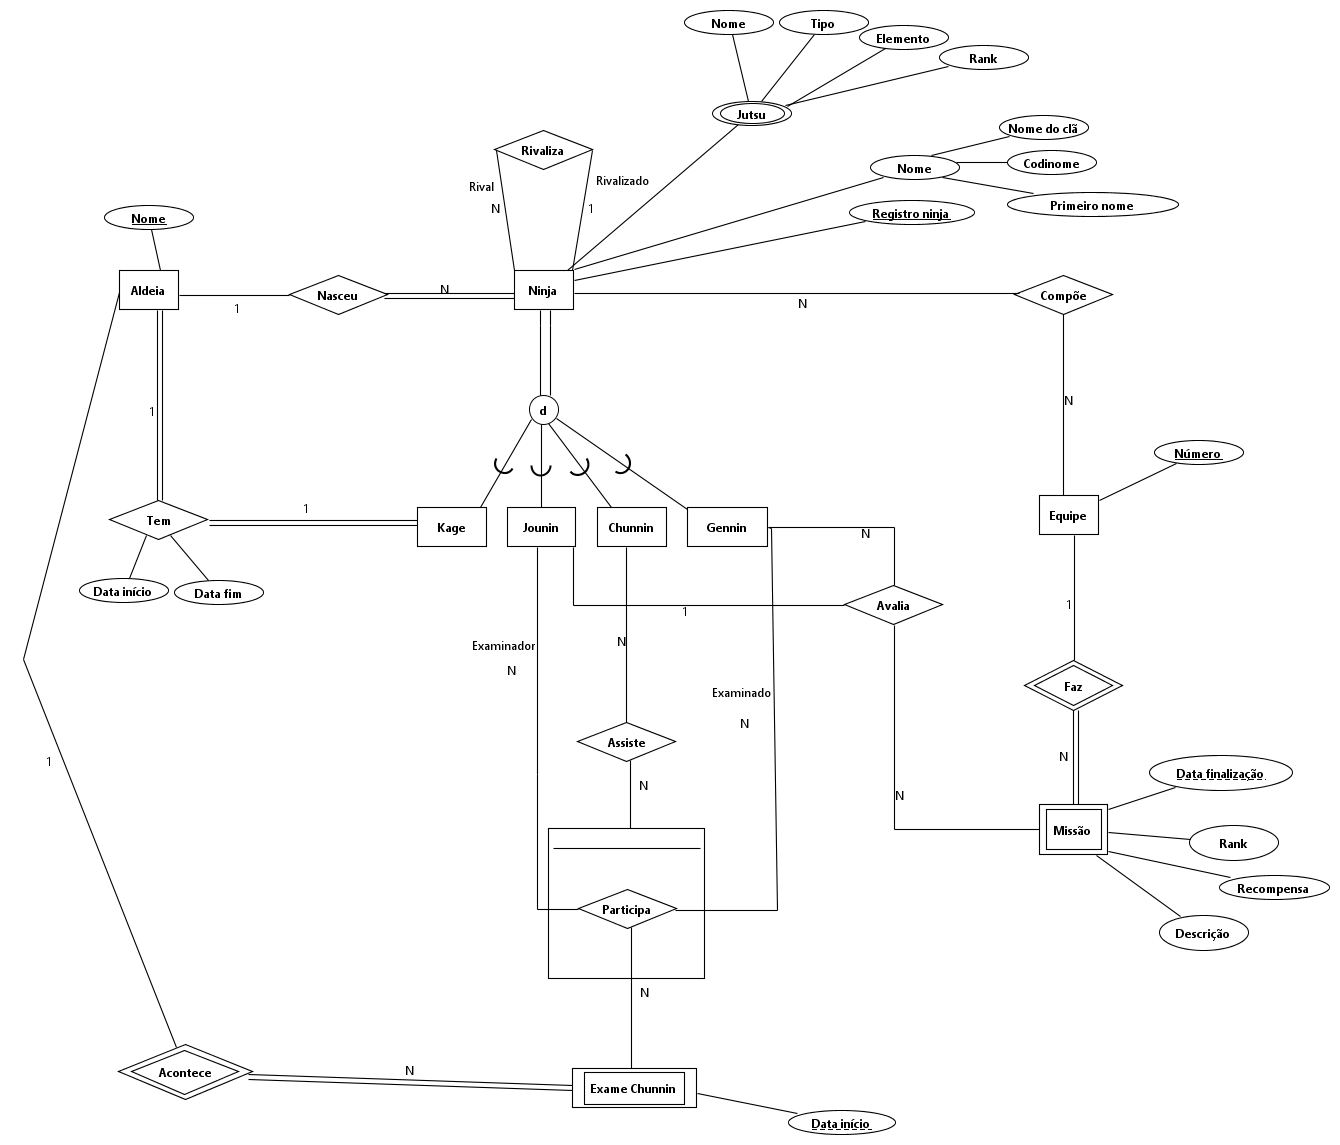 Nome
Tipo
Elemento
Rank
Jutsu
Nome do clã
Rivaliza
Codinome
Nome
Rival
Rivalizado
Primeiro nome
N
1
Registro ninja
Nome
Aldeia
Nasceu
N
Ninja
Compõe
1
N
d
1
N
Número
1
Tem
Kage
Jounin
Chunnin
Gennin
N
Equipe
Data início
Data fim
Avalia
1
1
Examinador
N
N
Examinado
N
Faz
Assiste
1
N
N
N
Data finalização
Missão
Rank
Recompensa
Participa
Descrição
N
Acontece
N
Exame Chunnin
Data início